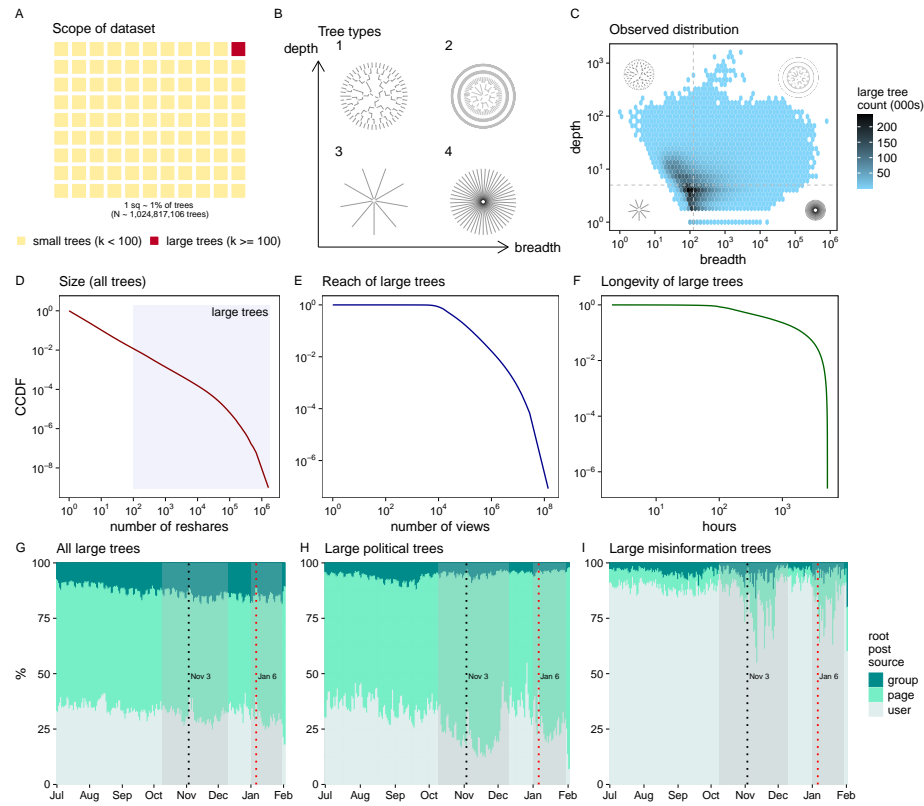 A
Scope of dataset
1 sq ~ 1% of trees
(N ~ 1,024,817,106 trees)
small trees (k < 100)
large trees (k >= 100)
B
Tree types
depth
1
2
3
4
breadth
C
Observed distribution
10³
10²
10¹
10⁰
depth
10⁰ 10¹ 10² 10³ 10⁴ 10⁵ 10⁶
breadth
large tree
count (000s)
200
150
100
50
D
Size (all trees)
large trees
10⁰
10⁻²
10⁻⁴
10⁻⁶
10⁻⁸
CCDF
10⁰ 10¹ 10² 10³ 10⁴ 10⁵ 10⁶
number of reshares
E
Reach of large trees
10⁰
10⁻²
10⁻⁴
10⁻⁶
10⁰ 10² 10⁴ 10⁶ 10⁸
number of views
F
Longevity of large trees
10⁰
10⁻²
10⁻⁴
10⁻⁶
10¹ 10² 10³
hours
G
All large trees
100
75
50
25
0
%
Nov 3
Jan 6
Jul Aug Sep Oct Nov Dec Jan Feb
H
Large political trees
100
75
50
25
0
Nov 3
Jan 6
Jul Aug Sep Oct Nov Dec Jan Feb
I
Large misinformation trees
100
75
50
25
0
Nov 3
Jan 6
Jul Aug Sep Oct Nov Dec Jan Feb
root
post
source
group
page
user